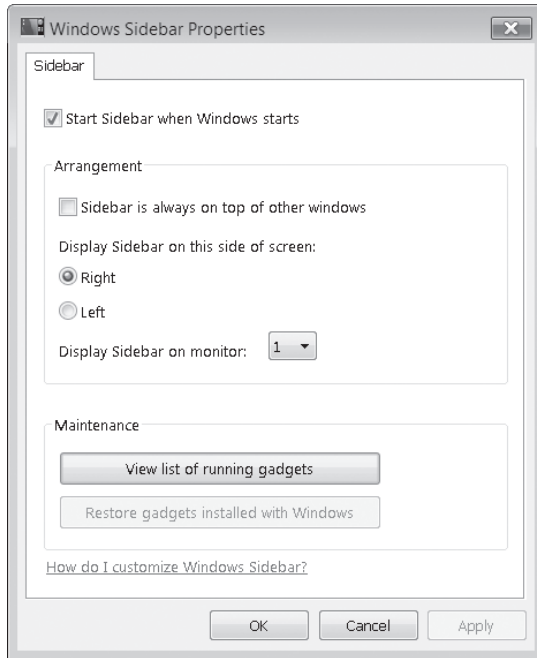 Windows Sidebar Properties
Sidebar
Start Sidebar when Windows starts
Arrangement
Sidebar is always on top of other windows
Display Sidebar on this side of screen:
Right
Left
Display Sidebar on monitor: 1
Maintenance
View list of running gadgets
Restore gadgets installed with Windows
How do I customize Windows Sidebar?
OK Cancel Apply